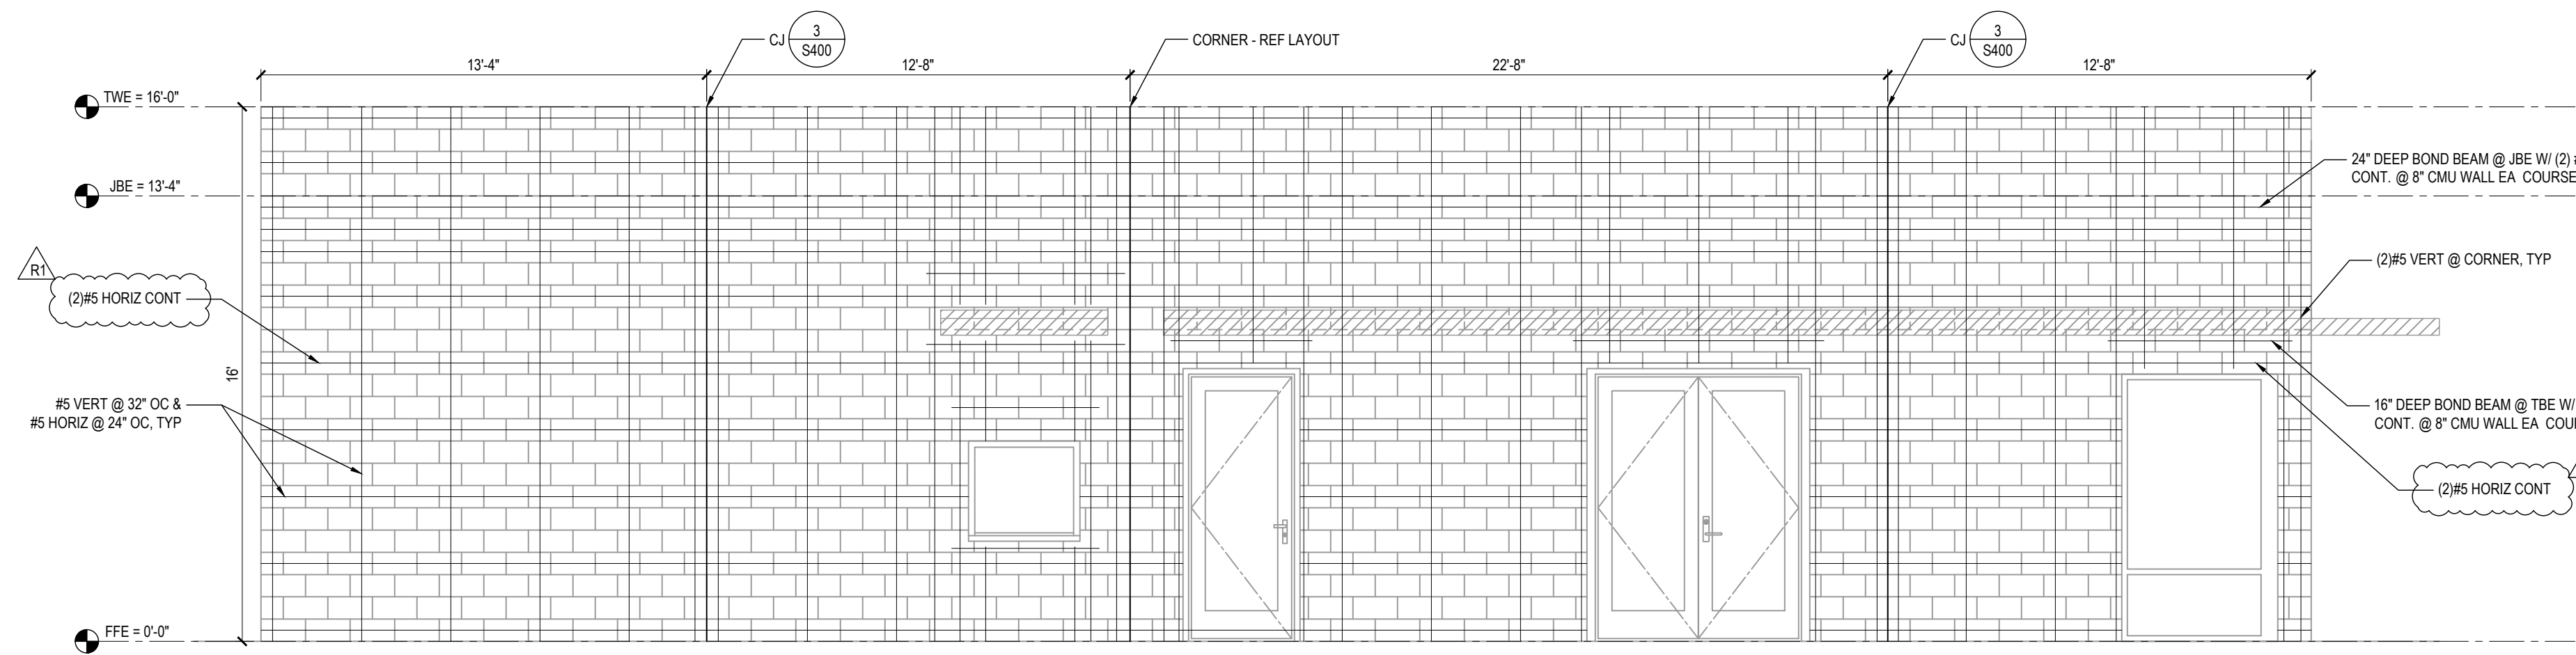 3
CJ
S400
CORNER - REF LAYOUT
3
CJ
S400
13'-4"
12'-8"
22'-8"
12'-8"
TWE = 16'-0"
24" DEEP BOND BEAM @ JBE W/ (2)
CONT. @ 8" CMU WALL EA COURSE
JBE = 13'-4"
R1
(2)#5 HORIZ CONT
(2)#5 VERT @ CORNER, TYP
16'
#5 VERT @ 32" OC &
#5 HORIZ @ 24" OC, TYP
16" DEEP BOND BEAM @ TBE W/
CONT. @ 8" CMU WALL EA
(2)#5 HORIZ CONT
FFE = 0'-0"